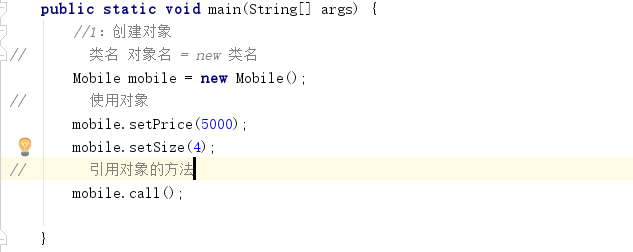 public static void main(String[] args) {
//1：创建对象
//      类名 对象名 = new 类名
Mobile mobile = new Mobile();
//      使用对象
mobile.setPrice(5000);
mobile.setSize(4);
//      引用对象的方法
mobile.call();
}